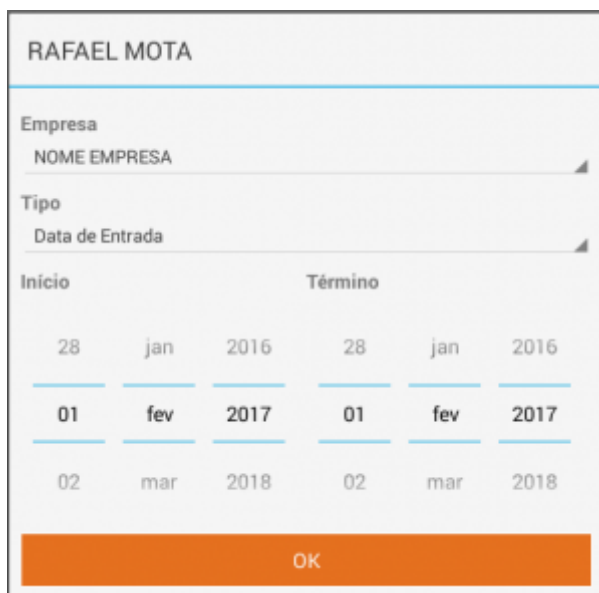 RAFAEL MOTA
Empresa
NOME EMPRESA
Tipo
Data de Entrada
Início Término
28 jan 2016 28 jan 2016
01 fev 2017 01 fev 2017
02 mar 2018 02 mar 2018
OK